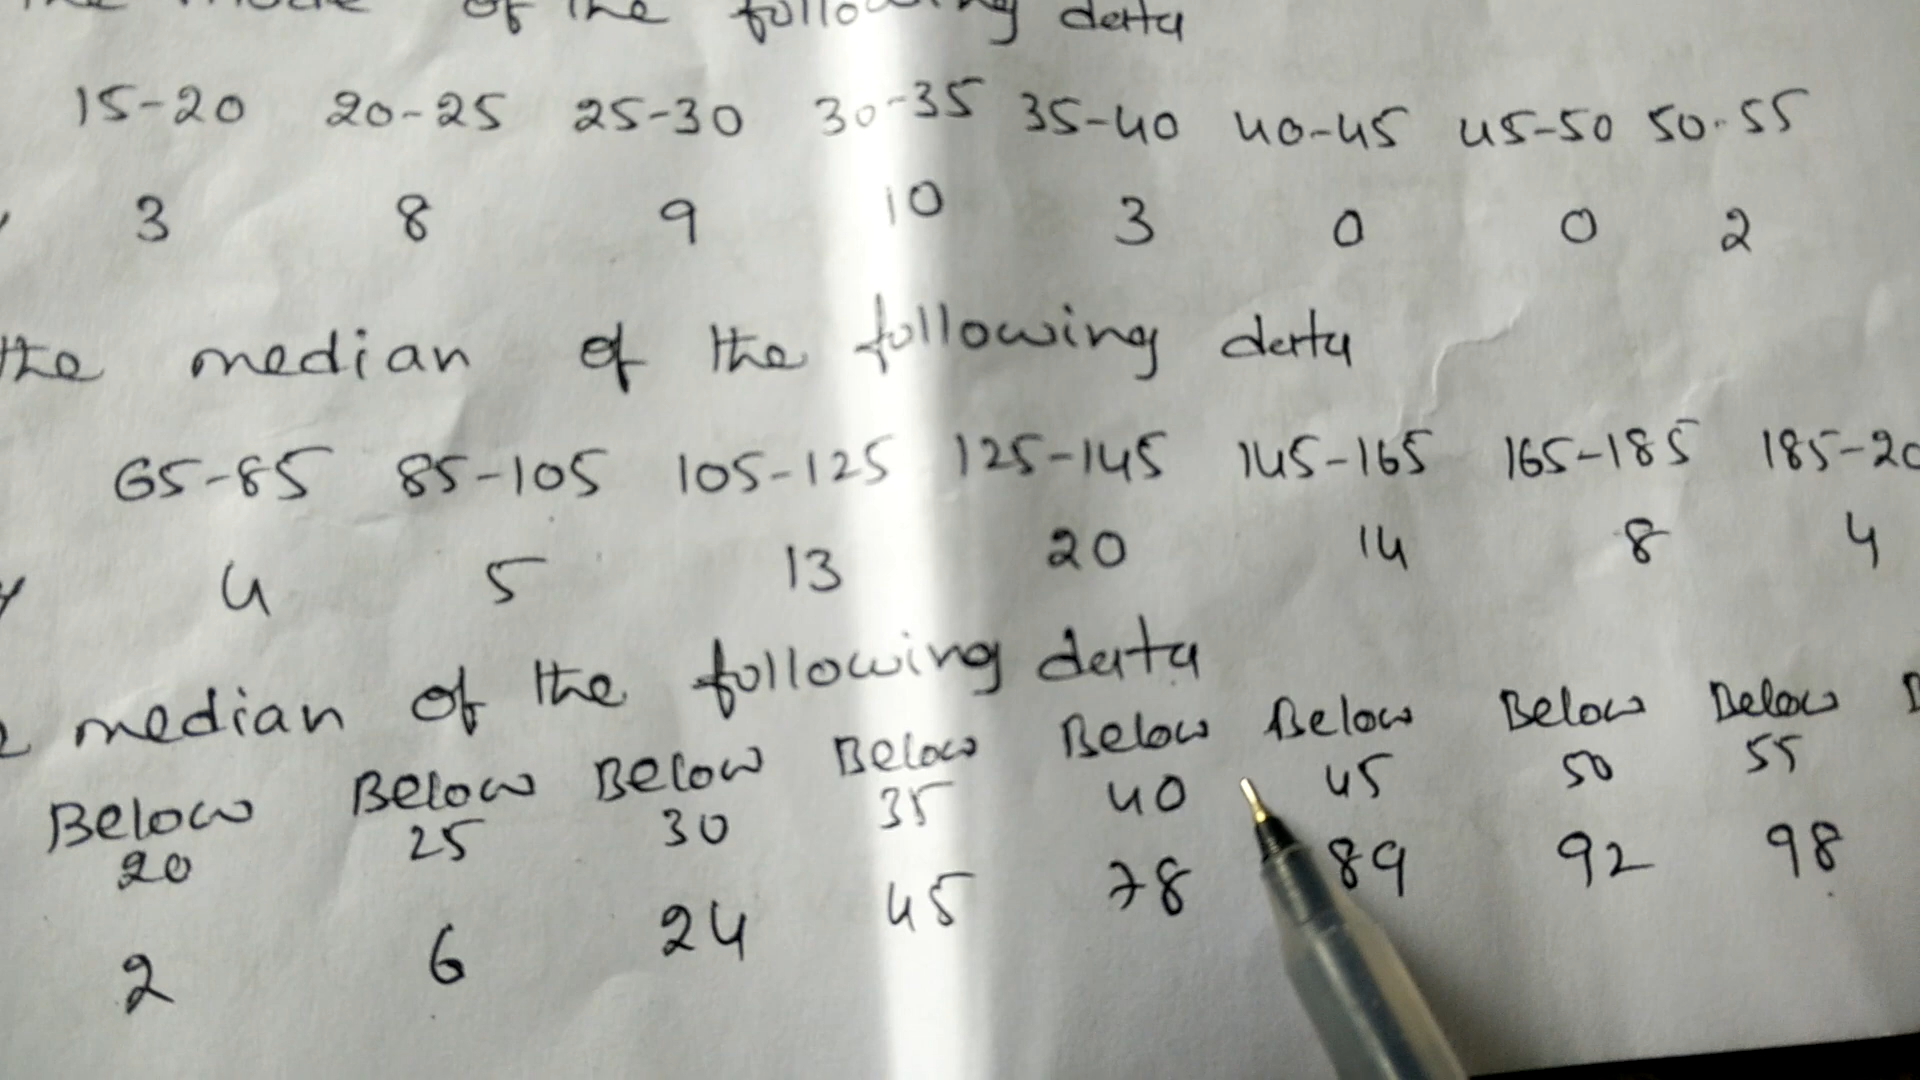 of the following data
15-20 20-25 25-30 30-35 35-40 40-45 45-50 50-55
3 8 9 10 3 0 0 2
the median of the following data
65-85 85-105 105-125 125-145 145-165 165-185 185-20
4 5 13 20 14 8 4
median of the following data
Below Below Below Below Below Below Below Below
20 25 30 35 40 45 50 55
2 6 24 45 78 89 92 98